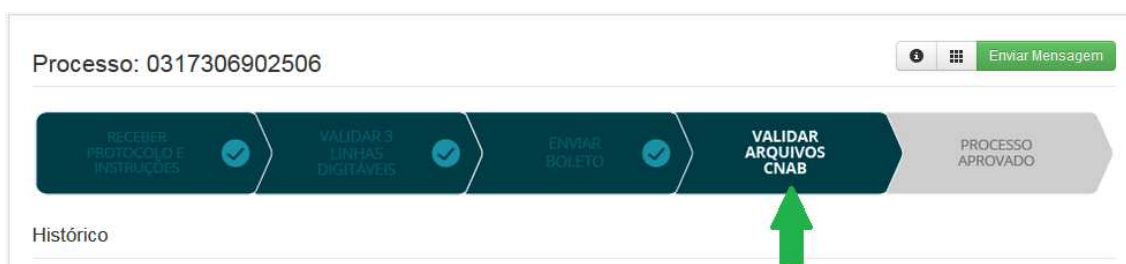 Processo: 0317306902506
Enviar Mensagem
RECEBER
PROTOCOLO E
INSTRUÇÕES
VALIDAR 3
LINHAS
DIGITÁVEIS
ENVIAR
BOLETO
VALIDAR
ARQUIVOS
CNAB
PROCESSO
APROVADO
Histórico